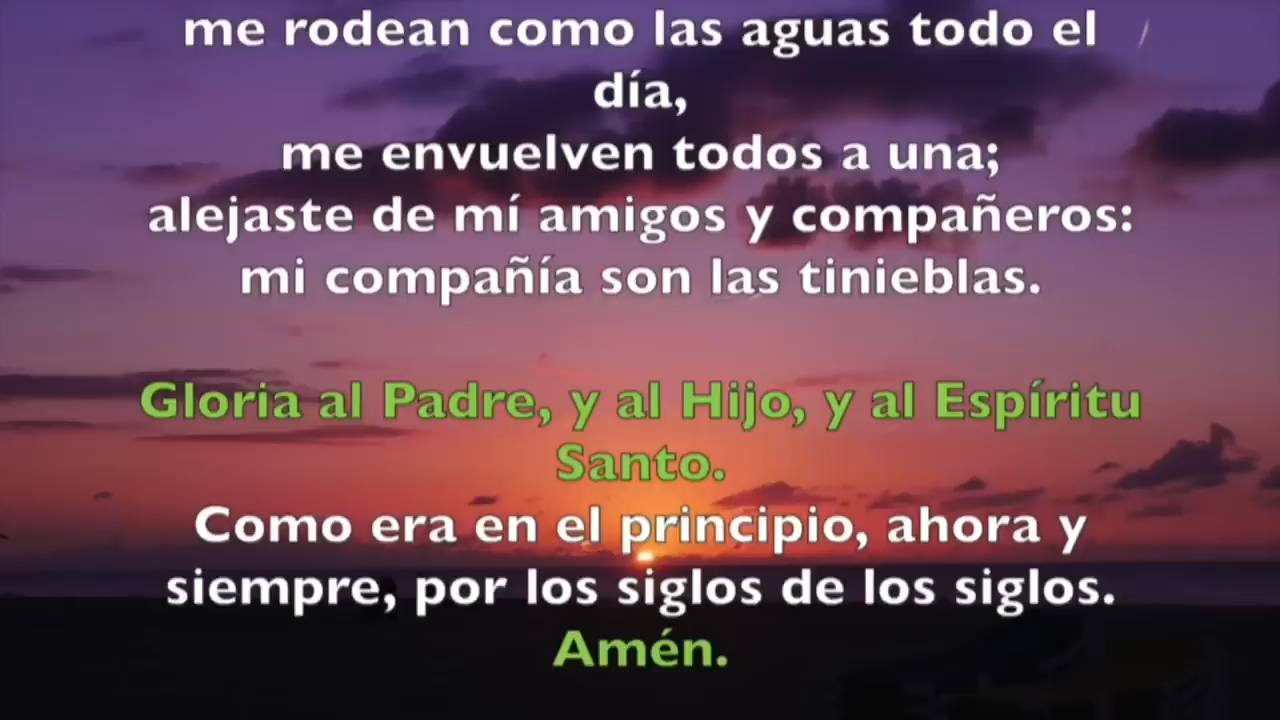 me rodean como las aguas todo el
día,
me envuelven todos a una;
alejaste de mí amigos y compañeros:
mi compañía son las tinieblas.
Gloria al Padre, y al Hijo, y al Espíritu
Santo.
Como era en el principio, ahora y
siempre, por los siglos de los siglos.
Amén.